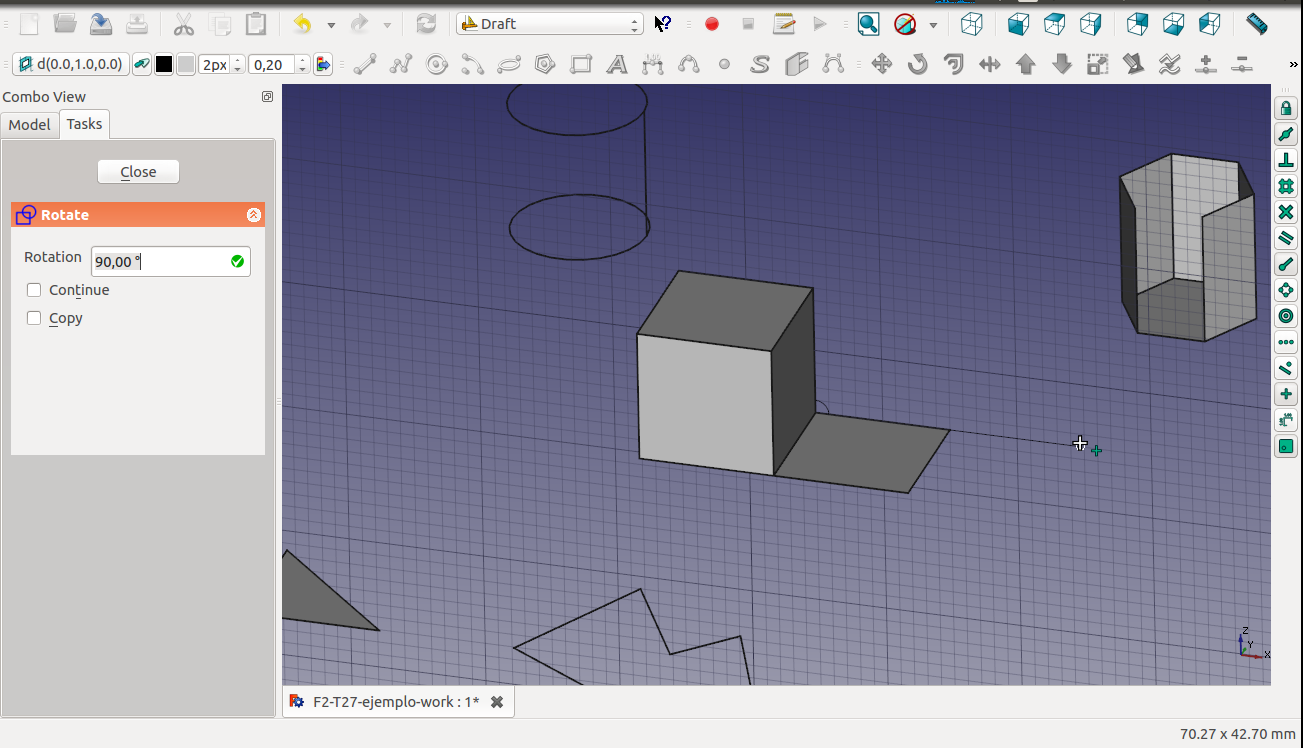 Draft
d(0.0,1.0,0.0)
2px
0,20
»
Combo View
Model
Tasks
Close
Rotate
Rotation
90,00 °
Continue
Copy
Z
Y
X
F2-T27-ejemplo-work : 1*
70.27 x 42.70 mm